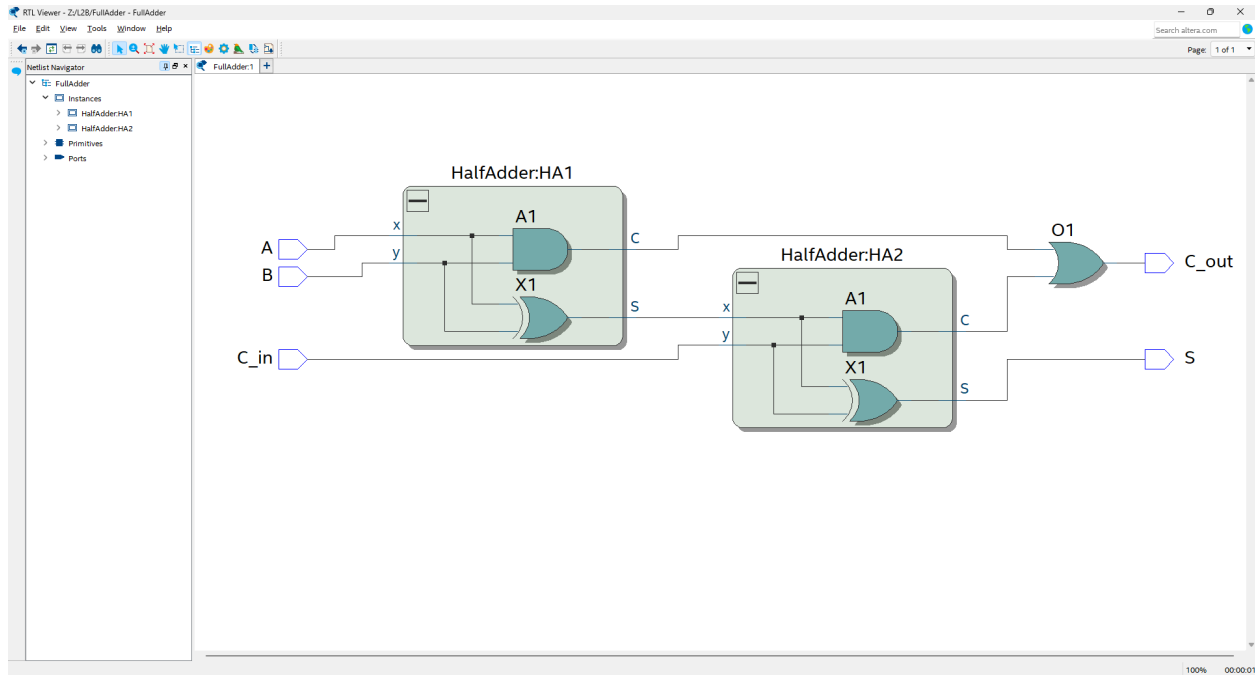 RTL Viewer - Z:/L2B/FullAdder - FullAdder
File Edit View Tools Window Help
Search altera.com
Page: 1 of 1
Netlist Navigator
FullAdder:1
FullAdder
Instances
HalfAdder:HA1
HalfAdder:HA2
Primitives
Ports
HalfAdder:HA1
A1
x
y
C
X1
S
A
B
C_in
HalfAdder:HA2
A1
x
y
C
X1
S
O1
C_out
S
100% 00:00:01